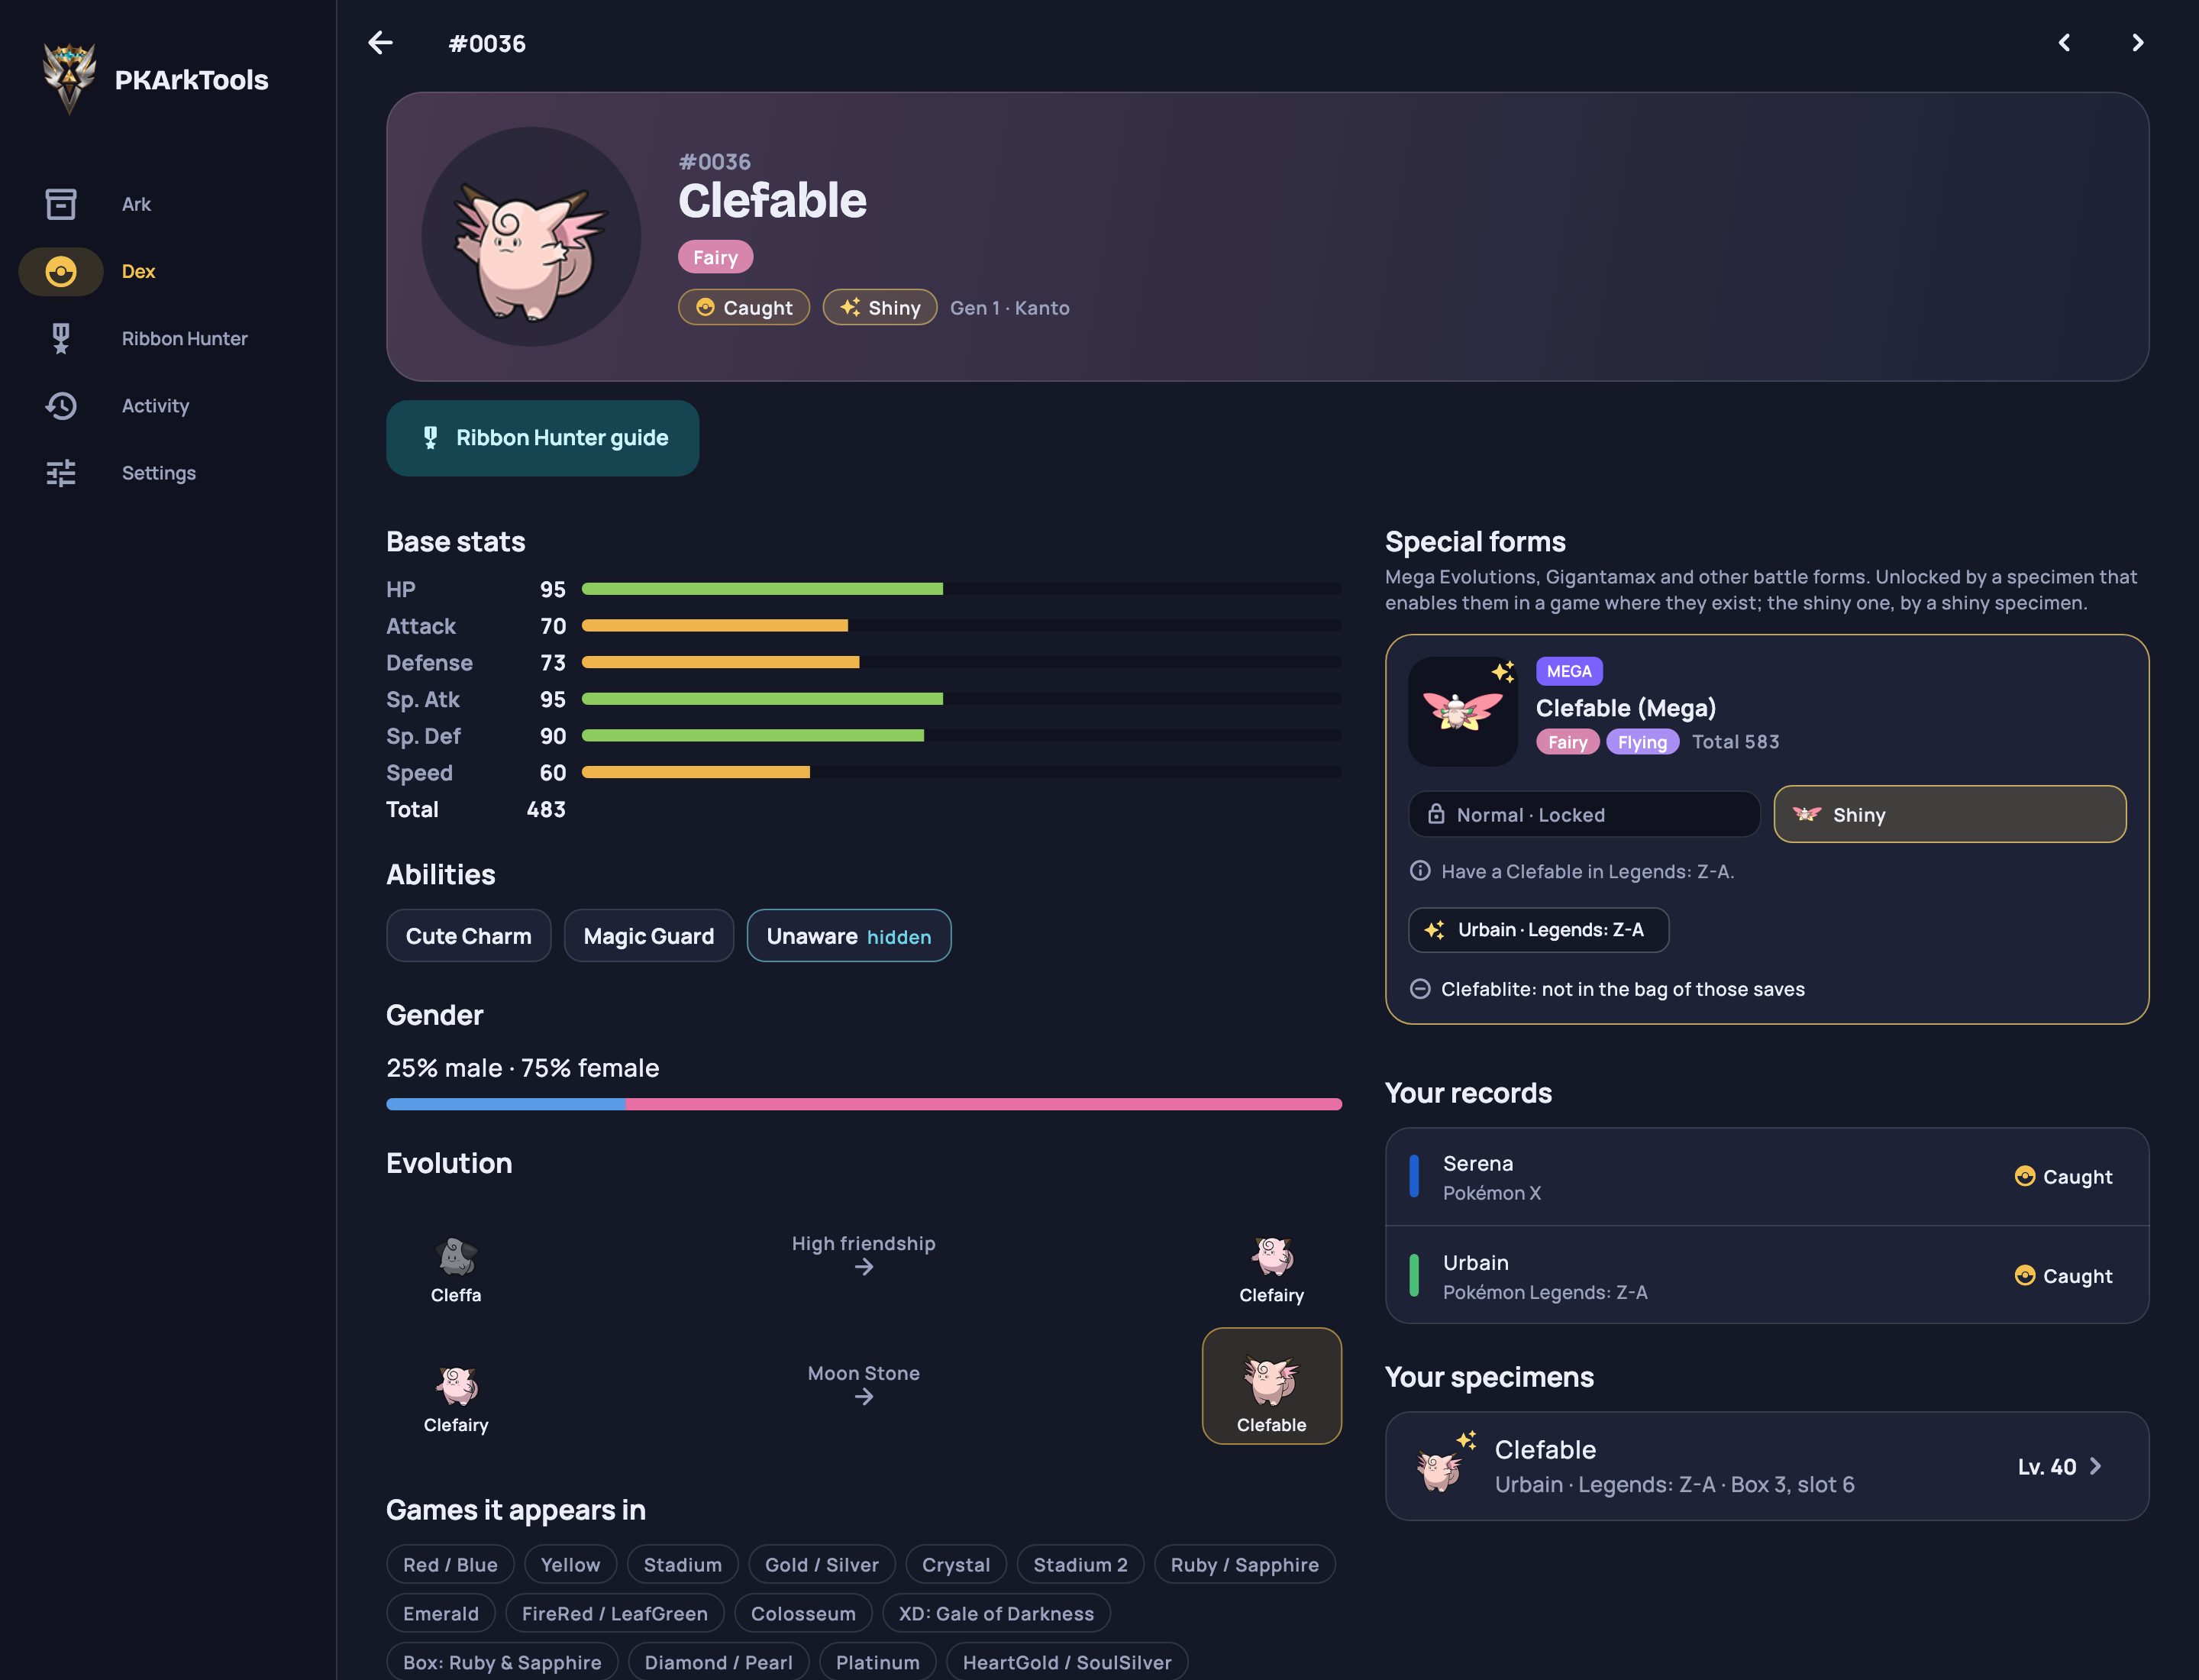 PKArkTools
Ark
Dex
Ribbon Hunter
Activity
Settings
#0036
#0036
Clefable
Fairy
Caught
Shiny
Gen 1 · Kanto
Ribbon Hunter guide
Base stats
HP 95
Attack 70
Defense 73
Sp. Atk 95
Sp. Def 90
Speed 60
Total 483
Abilities
Cute Charm
Magic Guard
Unaware hidden
Gender
25% male · 75% female
Evolution
Cleffa
High friendship
Clefairy
Clefairy
Moon Stone
Clefable
Games it appears in
Red / Blue
Yellow
Stadium
Gold / Silver
Crystal
Stadium 2
Ruby / Sapphire
Emerald
FireRed / LeafGreen
Colosseum
XD: Gale of Darkness
Box: Ruby & Sapphire
Diamond / Pearl
Platinum
HeartGold / SoulSilver
Special forms
Mega Evolutions, Gigantamax and other battle forms. Unlocked by a specimen that
enables them in a game where they exist; the shiny one, by a shiny specimen.
MEGA
Clefable (Mega)
Fairy
Flying
Total 583
Normal · Locked
Shiny
Have a Clefable in Legends: Z-A.
Urbain · Legends: Z-A
Clefablite: not in the bag of those saves
Your records
Serena
Pokémon X
Caught
Urbain
Pokémon Legends: Z-A
Caught
Your specimens
Clefable
Urbain · Legends: Z-A · Box 3, slot 6
Lv. 40